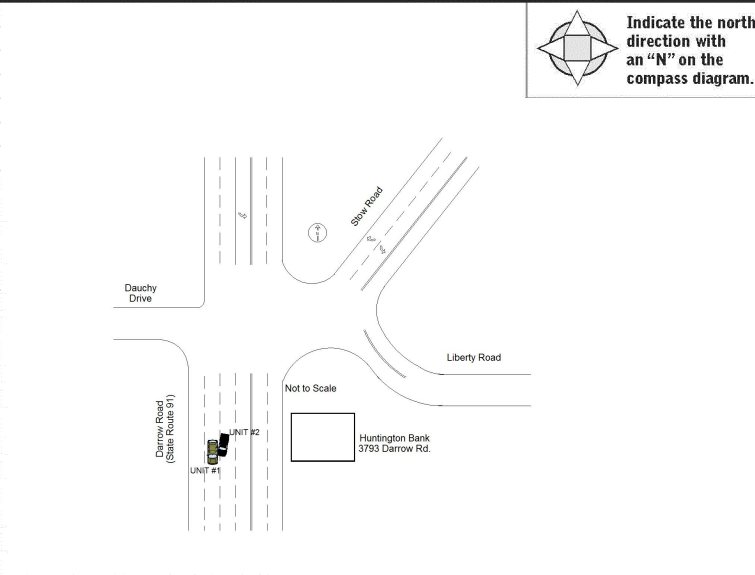 Indicate the north
direction with
an “N” on the
compass diagram.
Stow Road
N
Dauchy
Drive
Liberty Road
Not to Scale
Darrow Road
(State Route 91)
UNIT #2
Huntington Bank
3793 Darrow Rd.
UNIT #1